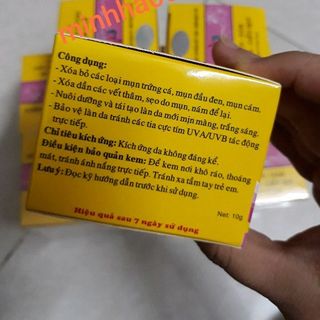 minhhao
Công dụng:
- Xóa bỏ các loại mụn trứng cá, mụn đầu đen, mụn cám.
- Xóa dần các vết thâm, sẹo do mụn, nám để lại.
- Nuôi dưỡng và tái tạo làn da mới mịn màng, trắng sáng.
- Bảo vệ làn da tránh các tia cực tím UVA/UVB tác động
trực tiếp.
Chỉ tiêu kích ứng: Kích ứng da không đáng kể.
Điều kiện bảo quản kem: Để kem nơi khô ráo, thoáng
mát, tránh ánh nắng trực tiếp. Tránh xa tầm tay trẻ em.
Lưu ý: Đọc kỹ hướng dẫn trước khi sử dụng.
Net: 10g
Hiệu quả sau 7 ngày sử dụng